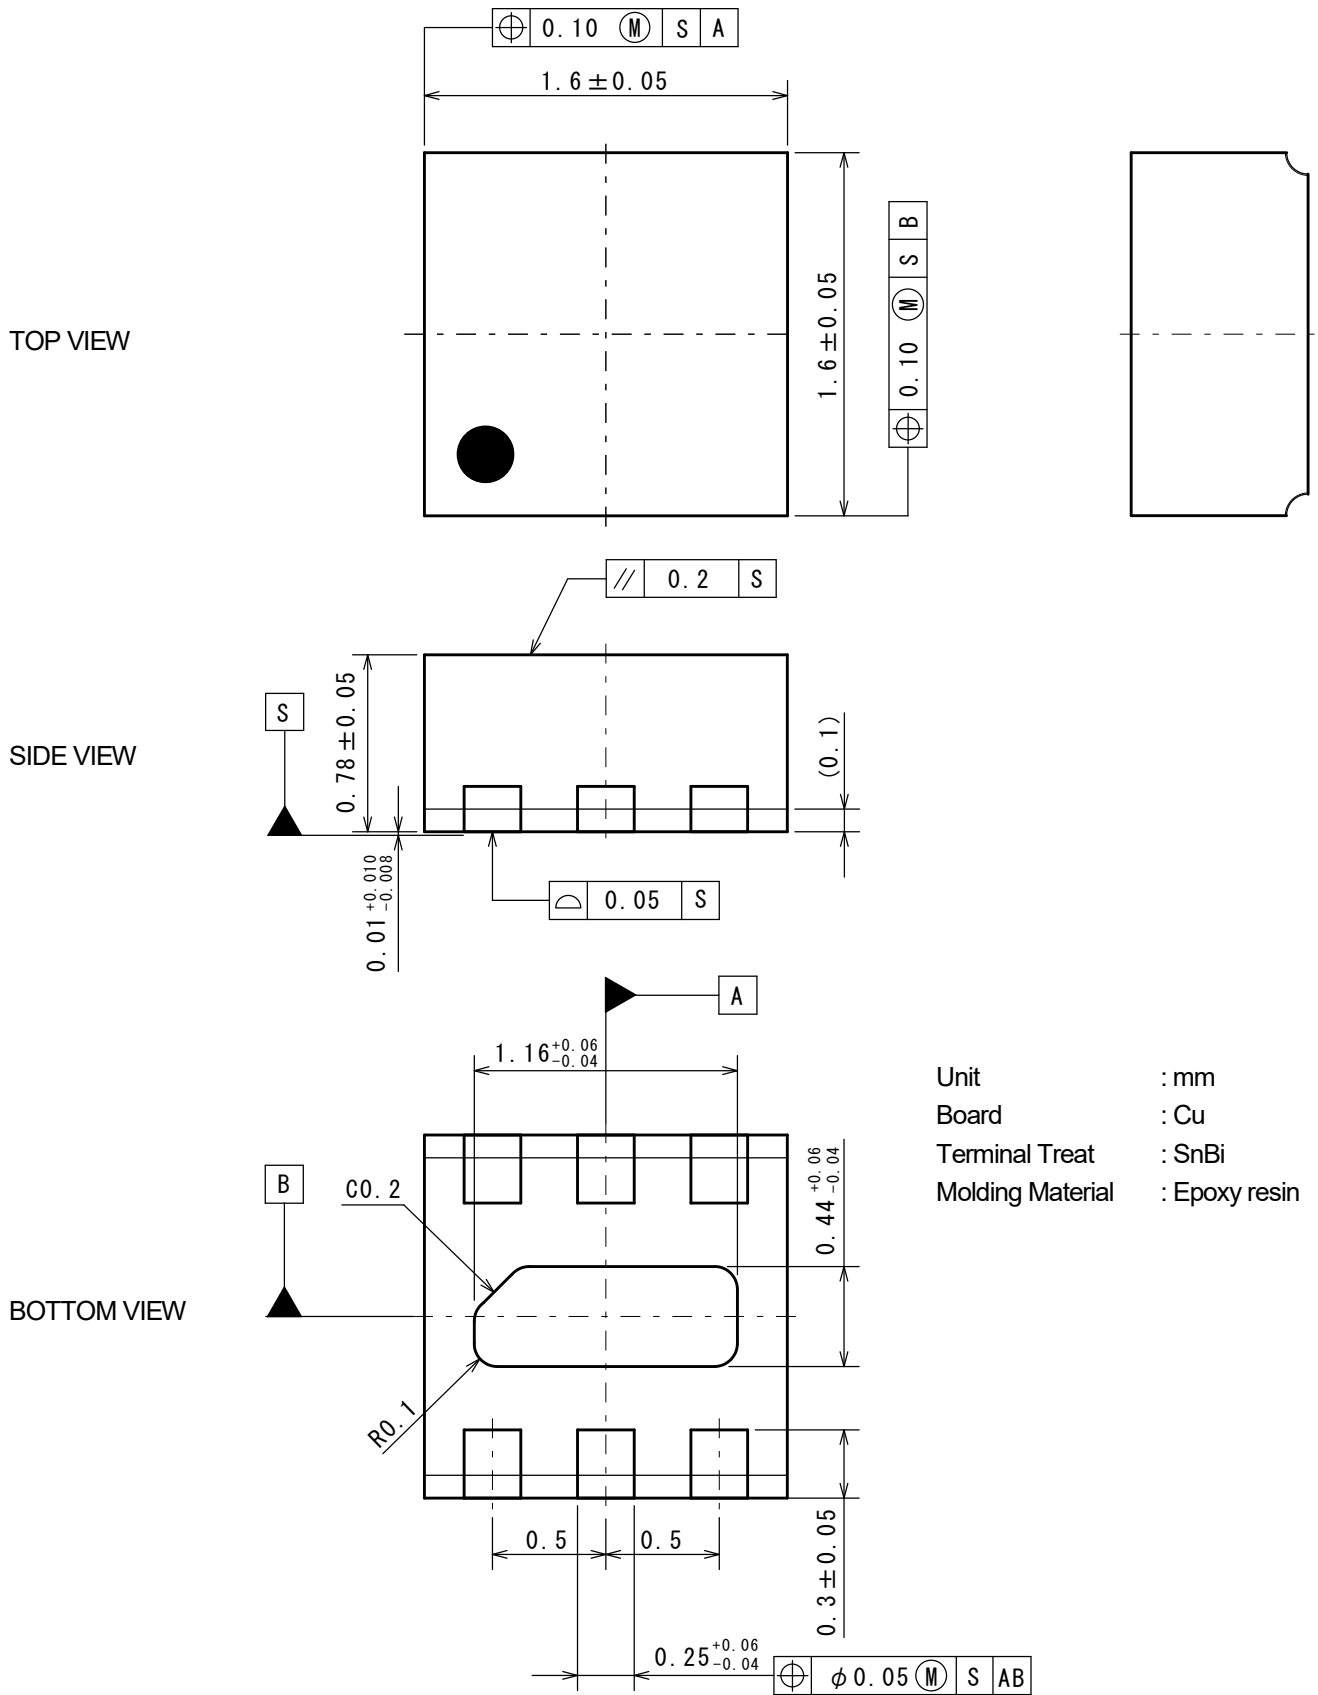 0.10 Ⓜ S A
1.6±0.05
TOP VIEW
1.6±0.05
0.10 Ⓜ S B
// 0.2 S
S
0.78±0.05
(0.1)
SIDE VIEW
0.01 +0.010 -0.008
0.05 S
A
1.16 +0.06 -0.04
Unit : mm
Board : Cu
Terminal Treat : SnBi
Molding Material : Epoxy resin
B
C0.2
0.44 +0.06 -0.04
BOTTOM VIEW
R0.1
0.5 0.5
0.3±0.05
0.25 +0.06 -0.04
φ0.05 Ⓜ S AB